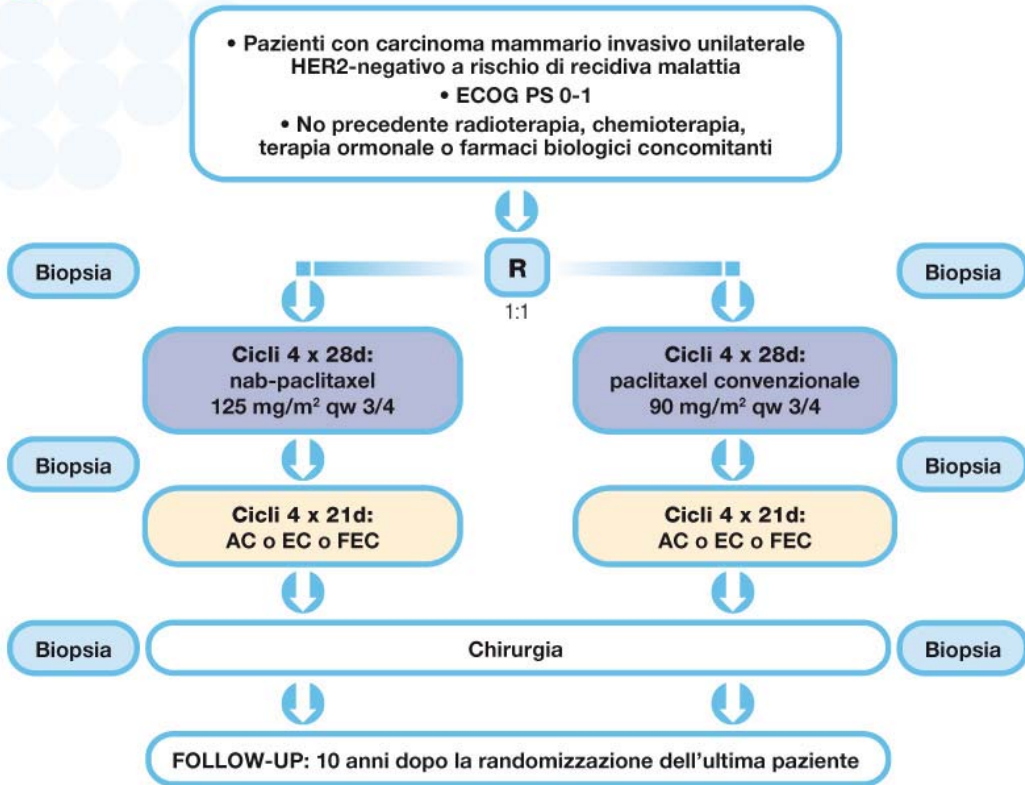 • Pazienti con carcinoma mammario invasivo unilaterale
HER2-negativo a rischio di recidiva malattia
• ECOG PS 0-1
• No precedente radioterapia, chemioterapia,
terapia ormonale o farmaci biologici concomitanti
Biopsia
R
Biopsia
1:1
Cicli 4 x 28d:
nab-paclitaxel
125 mg/m² qw 3/4
Cicli 4 x 28d:
paclitaxel convenzionale
90 mg/m² qw 3/4
Biopsia
Biopsia
Cicli 4 x 21d:
AC o EC o FEC
Cicli 4 x 21d:
AC o EC o FEC
Biopsia
Chirurgia
Biopsia
FOLLOW-UP: 10 anni dopo la randomizzazione dell'ultima paziente